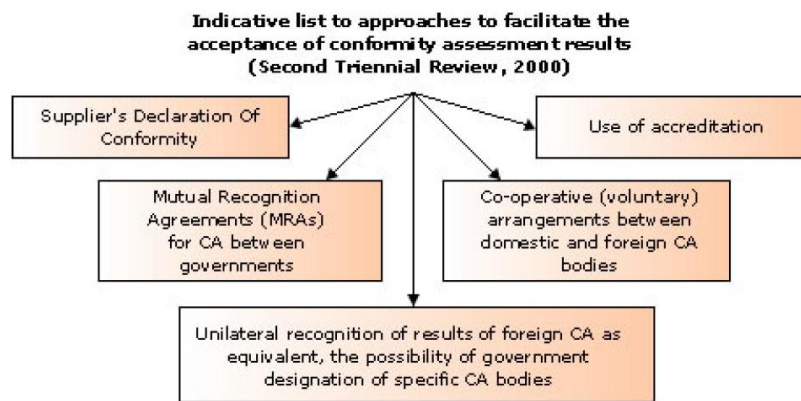 Indicative list to approaches to facilitate the
acceptance of conformity assessment results
(Second Triennial Review, 2000)
Supplier's Declaration Of
Conformity
Use of accreditation
Mutual Recognition
Agreements (MRAs)
for CA between
governments
Co-operative (voluntary)
arrangements between
domestic and foreign CA
bodies
Unilateral recognition of results of foreign CA as
equivalent, the possibility of government
designation of specific CA bodies